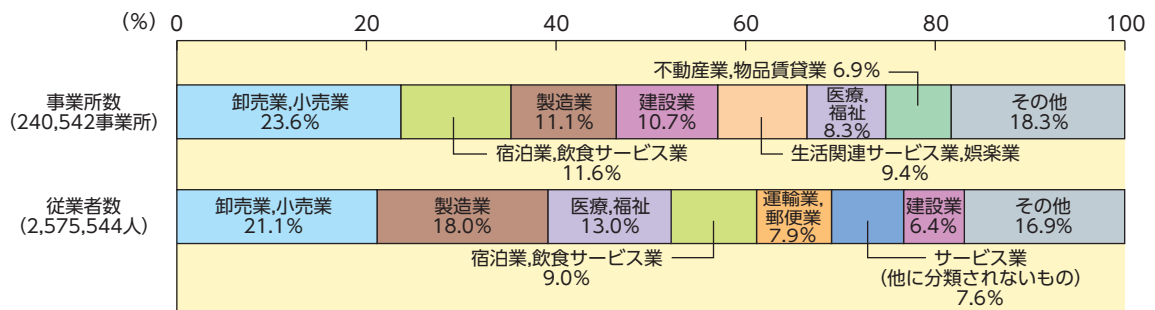 (%) 0 20 40 60 80 100
不動産業,物品賃貸業 6.9%
事業所数
(240,542事業所)
卸売業,小売業
23.6%
製造業
11.1%
建設業
10.7%
医療,
福祉
8.3%
その他
18.3%
宿泊業,飲食サービス業
11.6%
生活関連サービス業,娯楽業
9.4%
従業者数
(2,575,544人)
卸売業,小売業
21.1%
製造業
18.0%
医療,福祉
13.0%
運輸業,
郵便業
7.9%
建設業
6.4%
その他
16.9%
宿泊業,飲食サービス業
9.0%
サービス業
(他に分類されないもの)
7.6%